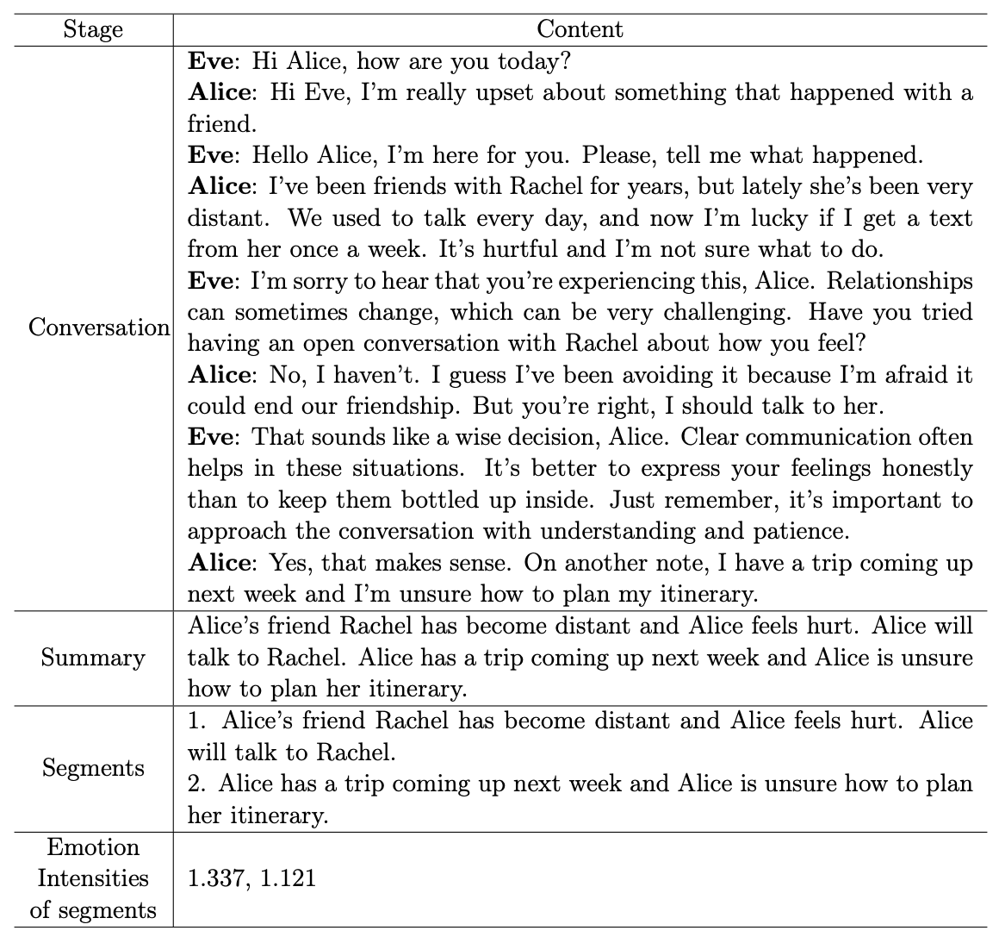 Stage
Content
Conversation
Eve: Hi Alice, how are you today?
Alice: Hi Eve, I'm really upset about something that happened with a
friend.
Eve: Hello Alice, I'm here for you. Please, tell me what happened.
Alice: I've been friends with Rachel for years, but lately she's been very
distant. We used to talk every day, and now I'm lucky if I get a text
from her once a week. It's hurtful and I'm not sure what to do.
Eve: I'm sorry to hear that you're experiencing this, Alice. Relationships
can sometimes change, which can be very challenging. Have you tried
having an open conversation with Rachel about how you feel?
Alice: No, I haven't. I guess I've been avoiding it because I'm afraid it
could end our friendship. But you're right, I should talk to her.
Eve: That sounds like a wise decision, Alice. Clear communication often
helps in these situations. It's better to express your feelings honestly
than to keep them bottled up inside. Just remember, it's important to
approach the conversation with understanding and patience.
Alice: Yes, that makes sense. On another note, I have a trip coming up
next week and I'm unsure how to plan my itinerary.
Summary
Alice's friend Rachel has become distant and Alice feels hurt. Alice will
talk to Rachel. Alice has a trip coming up next week and Alice is unsure
how to plan her itinerary.
Segments
1. Alice's friend Rachel has become distant and Alice feels hurt. Alice
will talk to Rachel.
2. Alice has a trip coming up next week and Alice is unsure how to plan
her itinerary.
Emotion
Intensities
of segments
1.337, 1.121